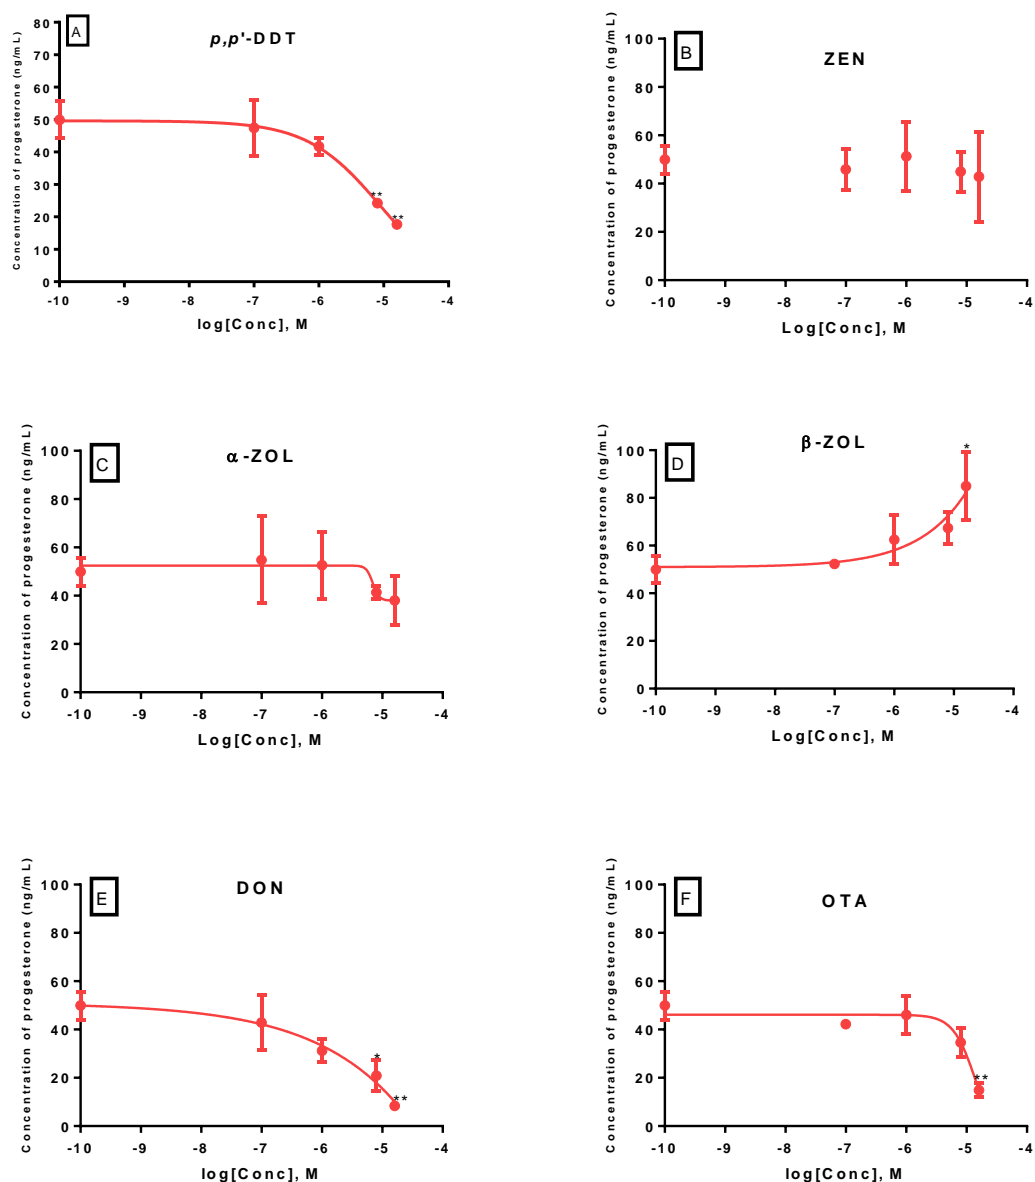 A
p,p'-DDT
Concentration of progesterone (ng/mL)
80
70
60
50
40
30
20
10
0
**
**
-10 -9 -8 -7 -6 -5 -4
log[Conc], M
B
ZEN
Concentration of progesterone (ng/mL)
100
80
60
40
20
0
-10 -9 -8 -7 -6 -5 -4
Log[Conc], M
C
α-ZOL
Concentration of progesterone (ng/mL)
100
80
60
40
20
0
-10 -9 -8 -7 -6 -5 -4
Log[Conc], M
D
β-ZOL
Concentration of progesterone (ng/mL)
100
80
60
40
20
0
*
-10 -9 -8 -7 -6 -5 -4
Log[Conc], M
E
DON
Concentration of progesterone (ng/mL)
100
80
60
40
20
0
*
**
-10 -9 -8 -7 -6 -5 -4
log[Conc], M
F
OTA
Concentration of progesterone (ng/mL)
100
80
60
40
20
0
**
-10 -9 -8 -7 -6 -5 -4
log[Conc], M